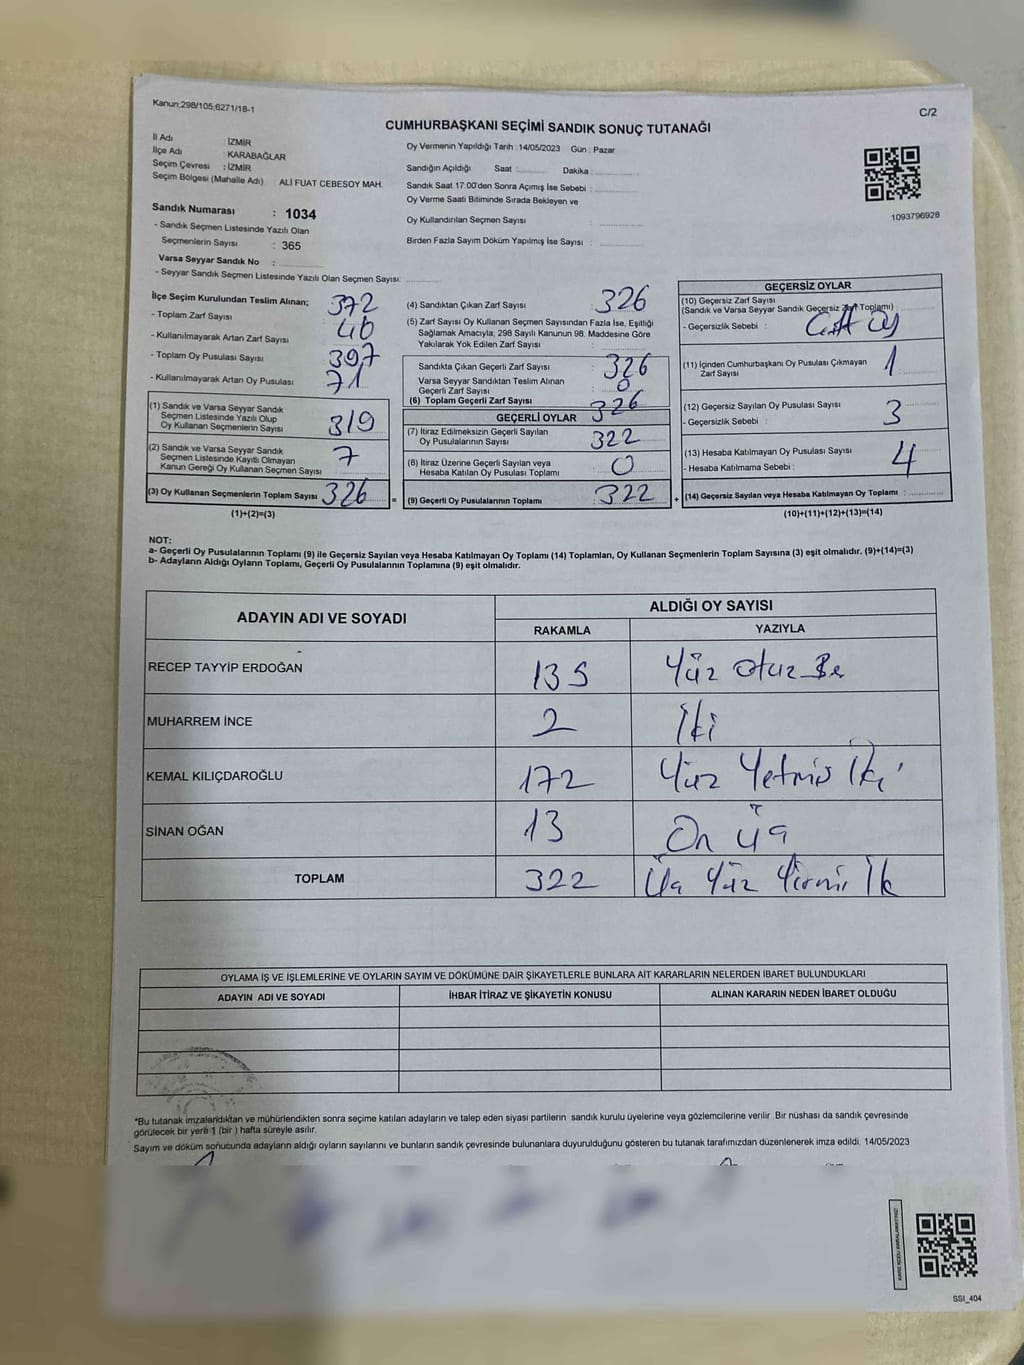 Kanun;298/105;6271/18-1
C/2
CUMHURBAŞKANI SEÇİMİ SANDIK SONUÇ TUTANAĞI
İl Adı : İZMİR
İlçe Adı : KARABAĞLAR
Seçim Çevresi : İZMİR
Seçim Bölgesi (Mahalle Adı) : ALİ FUAT CEBESOY MAH.
Sandık Numarası : 1034
- Sandık Seçmen Listesinde Yazılı Olan
Seçmenlerin Sayısı : 365
Varsa Seyyar Sandık No :
- Seyyar Sandık Seçmen Listesinde Yazılı Olan Seçmen Sayısı:
Oy Vermenin Yapıldığı Tarih : 14/05/2023 Gün : Pazar
Sandığın Açıldığı Saat : Dakika :
Sandık Saat 17:00'den Sonra Açımış İse Sebebi :
Oy Verme Saati Bitiminde Sırada Bekleyen ve
Oy Kullandırılan Seçmen Sayısı :
Birden Fazla Sayım Döküm Yapılmış İse Sayısı :
1093796928
İlçe Seçim Kurulundan Teslim Alınan;
- Toplam Zarf Sayısı 372
- Kullanılmayarak Artan Zarf Sayısı 46
- Toplam Oy Pusulası Sayısı 397
- Kullanılmayarak Artan Oy Pusulası 71
(1) Sandık ve Varsa Seyyar Sandık
Seçmen Listesinde Yazılı Olup
Oy Kullanan Seçmenlerin Sayısı 319
(2) Sandık ve Varsa Seyyar Sandık
Seçmen Listesinde Kayıtlı Olmayan
Kanun Gereği Oy Kullanan Seçmen Sayısı 7
(3) Oy Kullanan Seçmenlerin Toplam Sayısı 326 =
(1)+(2)=(3)
(4) Sandıktan Çıkan Zarf Sayısı 326
(5) Zarf Sayısı Oy Kullanan Seçmen Sayısından Fazla İse, Eşitliği
Sağlamak Amacıyla; 298 Sayılı Kanunun 98. Maddesine Göre
Yakılarak Yok Edilen Zarf Sayısı :
Sandıkta Çıkan Geçerli Zarf Sayısı : 326
Varsa Seyyar Sandıktan Teslim Alınan
Geçerli Zarf Sayısı : 0
(6) Toplam Geçerli Zarf Sayısı 326
GEÇERLİ OYLAR
(7) İtiraz Edilmeksizin Geçerli Sayılan
Oy Pusulalarının Sayısı 322
(8) İtiraz Üzerine Geçerli Sayılan veya
Hesaba Katılan Oy Pusulası Toplamı 0
(9) Geçerli Oy Pusulalarının Toplamı : 322 +
GEÇERSİZ OYLAR
(10) Geçersiz Zarf Sayısı
(Sandık ve Varsa Seyyar Sandık Geçersiz Zarf Toplamı)
- Geçersizlik Sebebi :
(11) İçinden Cumhurbaşkanı Oy Pusulası Çıkmayan
Zarf Sayısı 1
(12) Geçersiz Sayılan Oy Pusulası Sayısı 3
- Geçersizlik Sebebi :
(13) Hesaba Katılmayan Oy Pusulası Sayısı 4
- Hesaba Katılmama Sebebi :
(14) Geçersiz Sayılan veya Hesaba Katılmayan Oy Toplamı :
(10)+(11)+(12)+(13)=(14)
NOT:
a- Geçerli Oy Pusulalarının Toplamı (9) ile Geçersiz Sayılan veya Hesaba Katılmayan Oy Toplamı (14) Toplamları, Oy Kullanan Seçmenlerin Toplam Sayısına (3) eşit olmalıdır. (9)+(14)=(3)
b- Adayların Aldığı Oyların Toplamı, Geçerli Oy Pusulalarının Toplamına (9) eşit olmalıdır.
ADAYIN ADI VE SOYADI
ALDIĞI OY SAYISI
RAKAMLA YAZIYLA
RECEP TAYYİP ERDOĞAN 135 Yüz otuz Be
MUHARREM İNCE 2 İki
KEMAL KILIÇDAROĞLU 172 Yüz Yetmiş İki
SİNAN OĞAN 13 On üç
TOPLAM 322 Üç Yüz Yirmi İk
OYLAMA İŞ VE İŞLEMLERİNE VE OYLARIN SAYIM VE DÖKÜMÜNE DAİR ŞİKAYETLERLE BUNLARA AİT KARARLARIN NELERDEN İBARET BULUNDUKLARI
ADAYIN ADI VE SOYADI İHBAR İTİRAZ VE ŞİKAYETİN KONUSU ALINAN KARARIN NEDEN İBARET OLDUĞU
*Bu tutanak imzalandıktan ve mühürlendikten sonra seçime katılan adayların ve talep eden siyasi partilerin sandık kurulu üyelerine veya gözlemcilerine verilir. Bir nüshası da sandık çevresinde
görülecek bir yere 1 (bir ) hafta süreyle asılır.
Sayım ve döküm sonucunda adayların aldığı oyların sayılarını ve bunların sandık çevresinde bulunanlara duyurulduğunu gösteren bu tutanak tarafımızdan düzenlenerek imza edildi. 14/05/2023
SSI_404